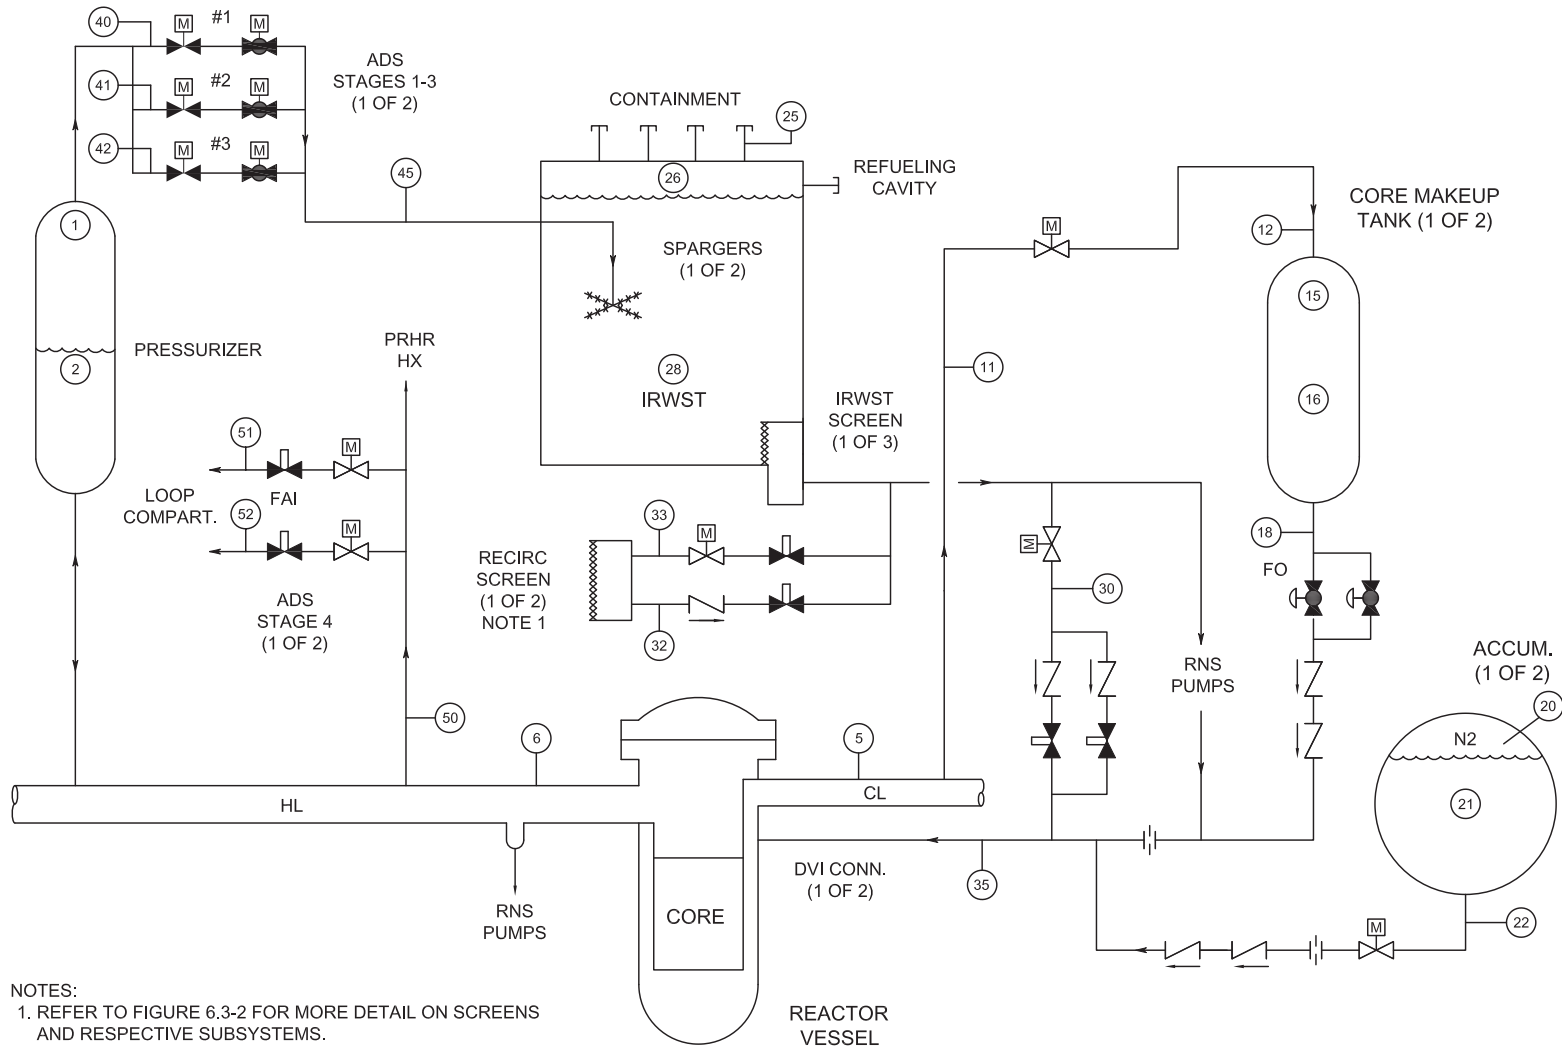 40
M
#1
M
41
M
#2
M
42
M
#3
M
ADS
STAGES 1-3
(1 OF 2)
45
CONTAINMENT
25
26
REFUELING
CAVITY
SPARGERS
(1 OF 2)
28
IRWST
IRWST
SCREEN
(1 OF 3)
1
2
PRESSURIZER
PRHR
HX
51
M
FAI
LOOP
COMPART.
52
M
ADS
STAGE 4
(1 OF 2)
50
33
M
RECIRC
SCREEN
(1 OF 2)
NOTE 1
32
M
11
12
CORE MAKEUP
TANK (1 OF 2)
15
16
18
FO
M
30
RNS
PUMPS
ACCUM.
(1 OF 2)
20
N2
21
22
M
6
5
HL
CL
DVI CONN.
(1 OF 2)
35
RNS
PUMPS
CORE
REACTOR
VESSEL
NOTES:
1. REFER TO FIGURE 6.3-2 FOR MORE DETAIL ON SCREENS
AND RESPECTIVE SUBSYSTEMS.